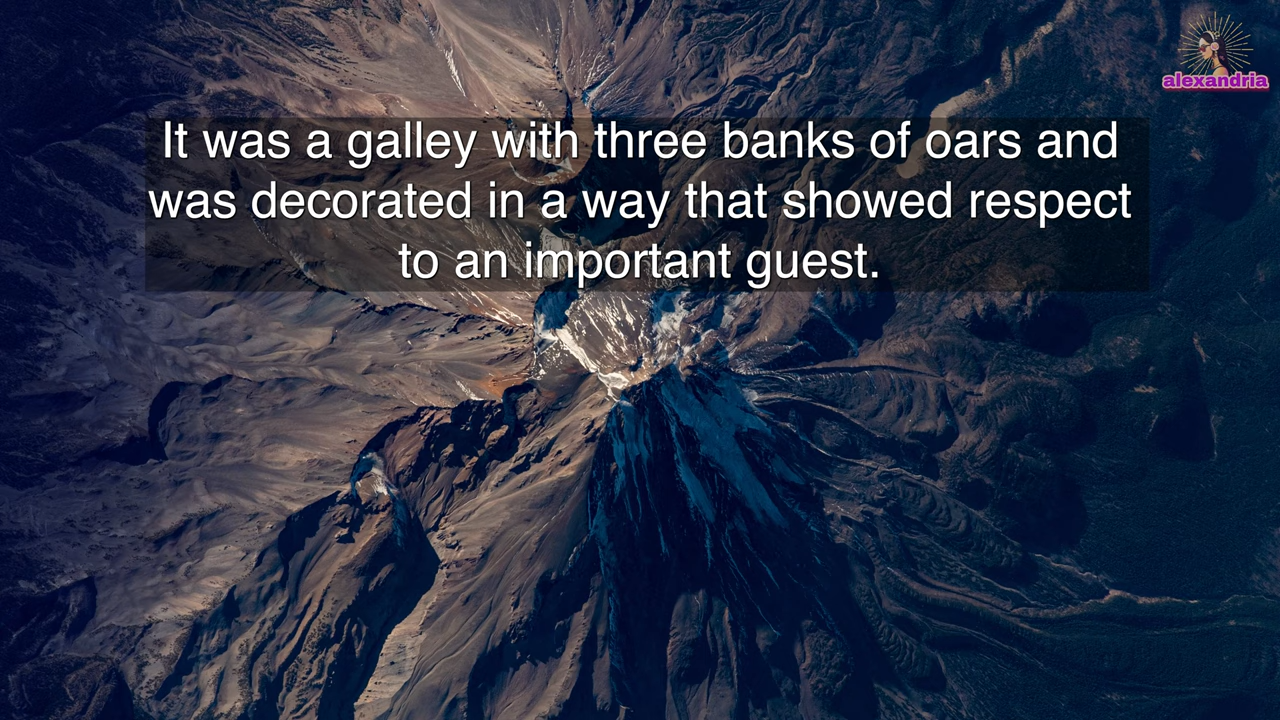 alexandria
It was a galley with three banks of oars and
was decorated in a way that showed respect
to an important guest.